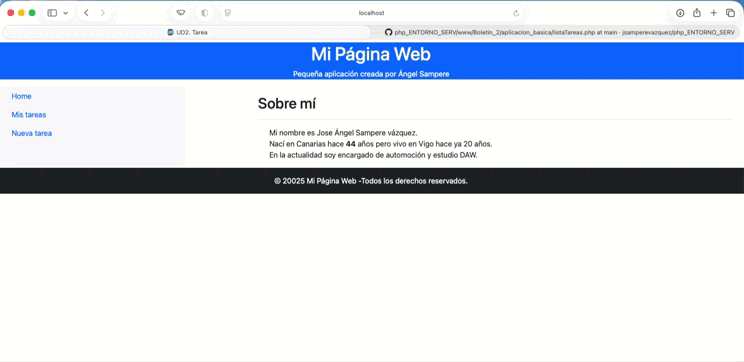 localhost
UD2. Tarea
php_ENTORNO_SERV/www/Boletin_2/aplicacion_basica/listaTareas.php at main · jsamperevazquez/php_ENTORNO_SERV
Mi Página Web
Pequeña aplicación creada por Ángel Sampere
Home
Mis tareas
Nueva tarea
Sobre mí
Mi nombre es Jose Ángel Sampere vázquez.
Nací en Canarias hace 44 años pero vivo en Vigo hace ya 20 años.
En la actualidad soy encargado de automoción y estudio DAW.
© 20025 Mi Página Web -Todos los derechos reservados.